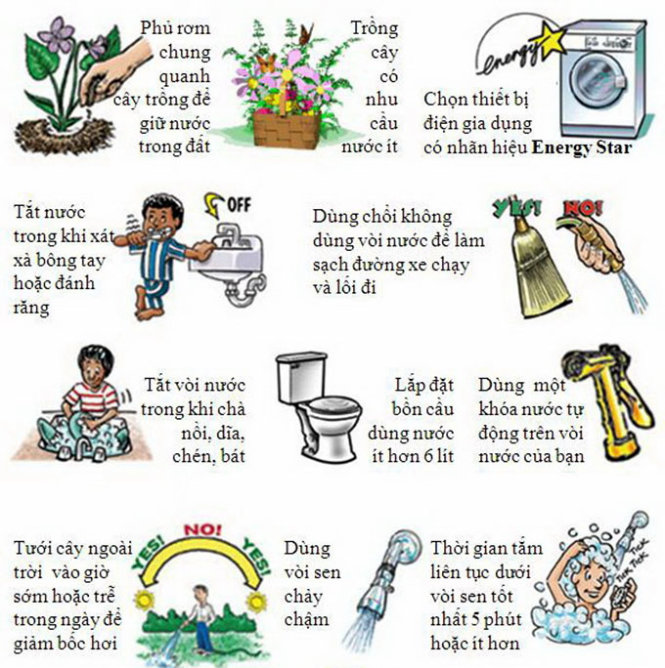 Phủ rơm
chung
quanh
cây trồng để
giữ nước
trong đất
Trồng
cây
có
nhu
cầu
nước ít
energy
Chọn thiết bị
điện gia dụng
có nhãn hiệu Energy Star
Tắt nước
trong khi xát
xà bông tay
hoặc đánh
răng
OFF
Dùng chổi không
dùng vòi nước để làm
sạch đường xe chạy
và lối đi
YES! NO!
Tắt vòi nước
trong khi chà
nồi, dĩa,
chén, bát
Lắp đặt
bồn cầu
dùng nước
ít hơn 6 lít
Dùng một
khóa nước tự
động trên vòi
nước của bạn
Tưới cây ngoài
trời vào giờ
sớm hoặc trễ
trong ngày để
giảm bốc hơi
YES! NO! YES!
Dùng
vòi sen
chảy
chậm
Thời gian tắm
liên tục dưới
vòi sen tốt
nhất 5 phút
hoặc ít hơn
TICK
TICK TICK